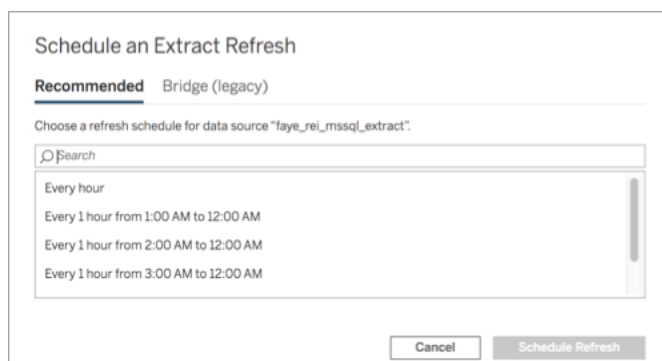 Schedule an Extract Refresh
Recommended Bridge (legacy)
Choose a refresh schedule for data source "faye_rei_mssql_extract".
Search
Every hour
Every 1 hour from 1:00 AM to 12:00 AM
Every 1 hour from 2:00 AM to 12:00 AM
Every 1 hour from 3:00 AM to 12:00 AM
Cancel Schedule Refresh